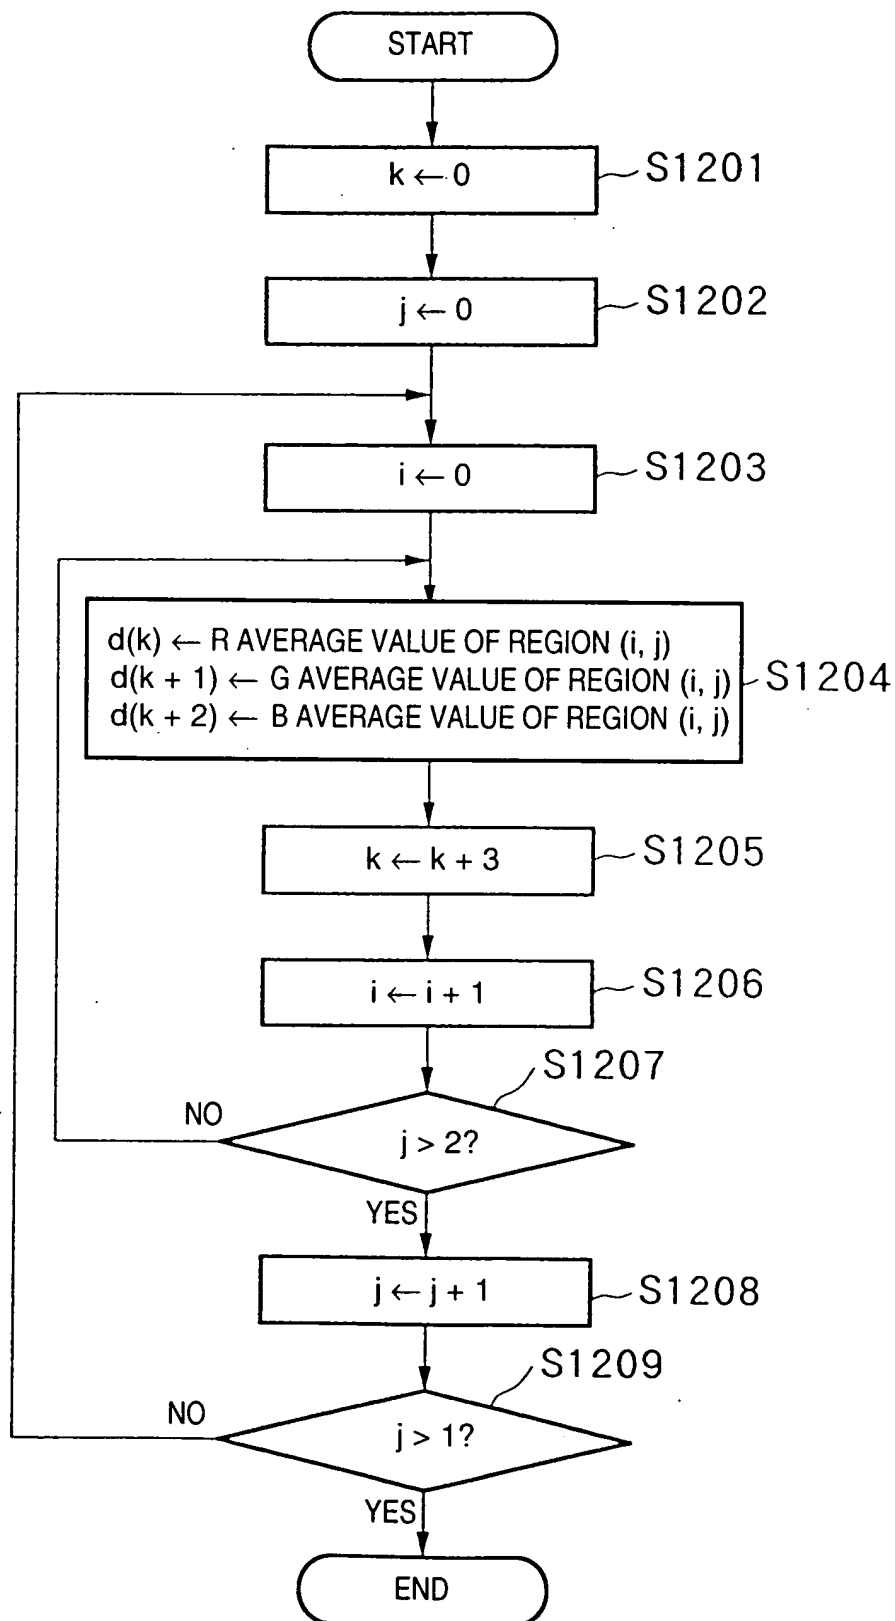 START
k ← 0
S1201
j ← 0
S1202
i ← 0
S1203
d(k) ← R AVERAGE VALUE OF REGION (i, j)
d(k + 1) ← G AVERAGE VALUE OF REGION (i, j)
d(k + 2) ← B AVERAGE VALUE OF REGION (i, j)
S1204
k ← k + 3
S1205
i ← i + 1
S1206
S1207
NO
j > 2?
YES
j ← j + 1
S1208
S1209
NO
j > 1?
YES
END